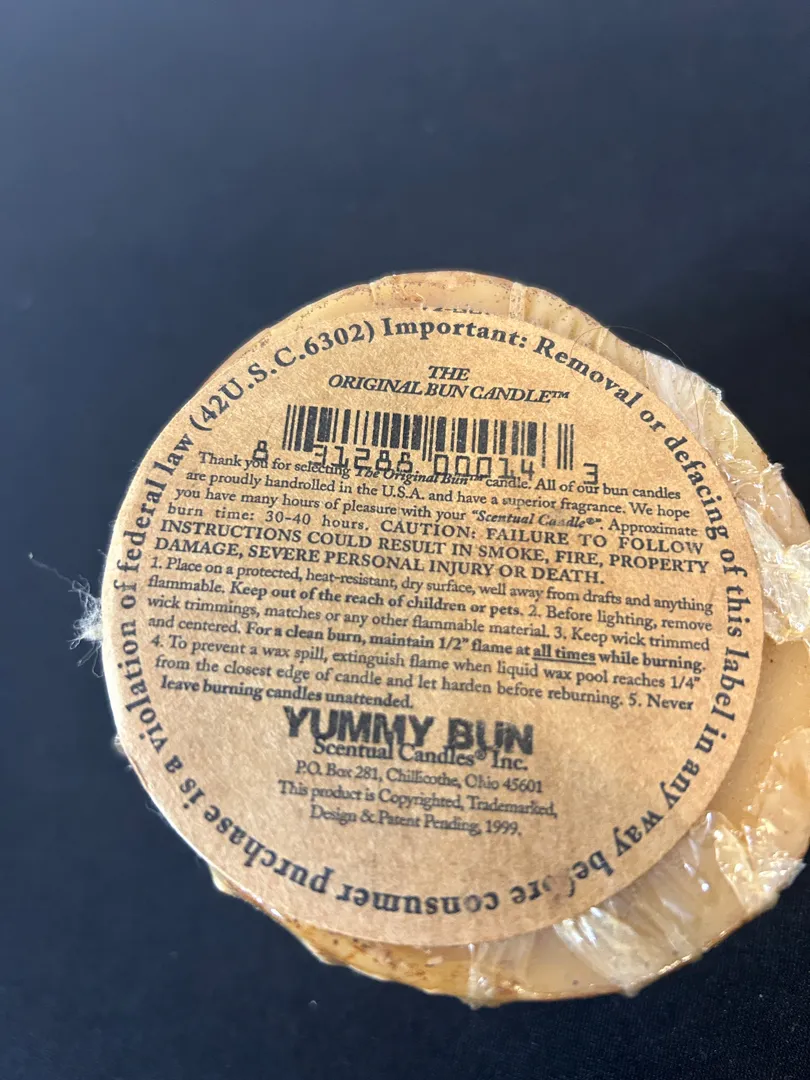 Important: Removal or defacing of this label in any way before consumer purchase is a violation of federal law (42U.S.C.6302)
THE
ORIGINAL BUN CANDLE™
8 31288 00014 3
Thank you for selecting The Original Bun™ candle. All of our bun candles
are proudly handrolled in the U.S.A. and have a superior fragrance. We hope
you have many hours of pleasure with your "Scentual Candle®". Approximate
burn time: 30-40 hours. CAUTION: FAILURE TO FOLLOW
INSTRUCTIONS COULD RESULT IN SMOKE, FIRE, PROPERTY
DAMAGE, SEVERE PERSONAL INJURY OR DEATH.
1. Place on a protected, heat-resistant, dry surface, well away from drafts and anything
flammable. Keep out of the reach of children or pets. 2. Before lighting, remove
wick trimmings, matches or any other flammable material. 3. Keep wick trimmed
and centered. For a clean burn, maintain 1/2" flame at all times while burning.
4. To prevent a wax spill, extinguish flame when liquid wax pool reaches 1/4"
from the closest edge of candle and let harden before reburning. 5. Never
leave burning candles unattended.
YUMMY BUN
Scentual Candles® Inc.
P.O. Box 281, Chillicothe, Ohio 45601
This product is Copyrighted, Trademarked,
Design & Patent Pending, 1999.